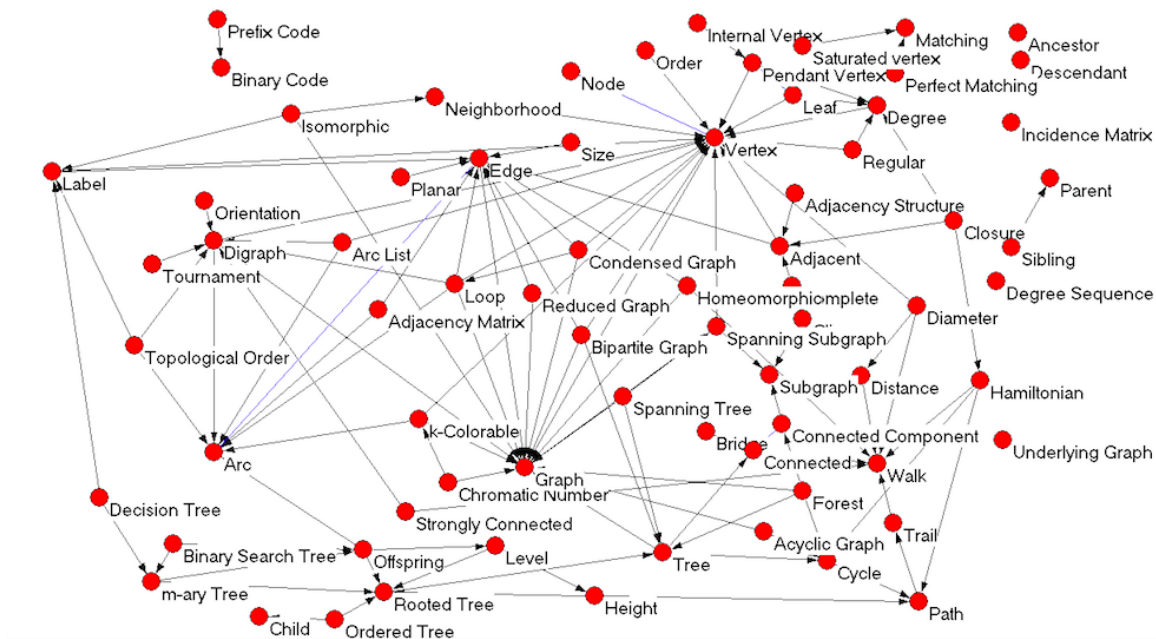 Prefix Code
Internal Vertex
Matching
Ancestor
Saturated vertex
Order
Binary Code
Node
Pendant Vertex
Perfect Matching
Descendant
Neighborhood
Leaf
Degree
Isomorphic
Incidence Matrix
Size
Vertex
Regular
Label
Edge
Planar
Parent
Orientation
Adjacency Structure
Closure
Digraph
Arc List
Condensed Graph
Adjacent
Sibling
Tournament
Loop
Reduced Graph
Homeomorphic
Degree Sequence
Adjacency Matrix
Diameter
Topological Order
Bipartite Graph
Spanning Subgraph
Subgraph
Distance
Hamiltonian
Spanning Tree
k-Colorable
Bridge
Connected Component
Underlying Graph
Arc
Graph
Connected
Walk
Chromatic Number
Forest
Decision Tree
Strongly Connected
Trail
Acyclic Graph
Binary Search Tree
Offspring
Level
Tree
Cycle
m-ary Tree
Rooted Tree
Height
Path
Child
Ordered Tree